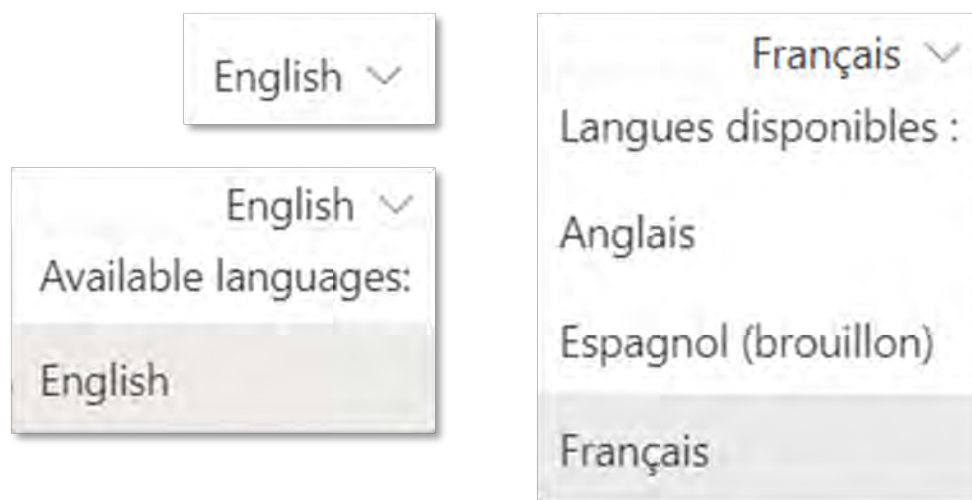 English
English
Available languages:
English
Français
Langues disponibles :
Anglais
Espagnol (brouillon)
Français